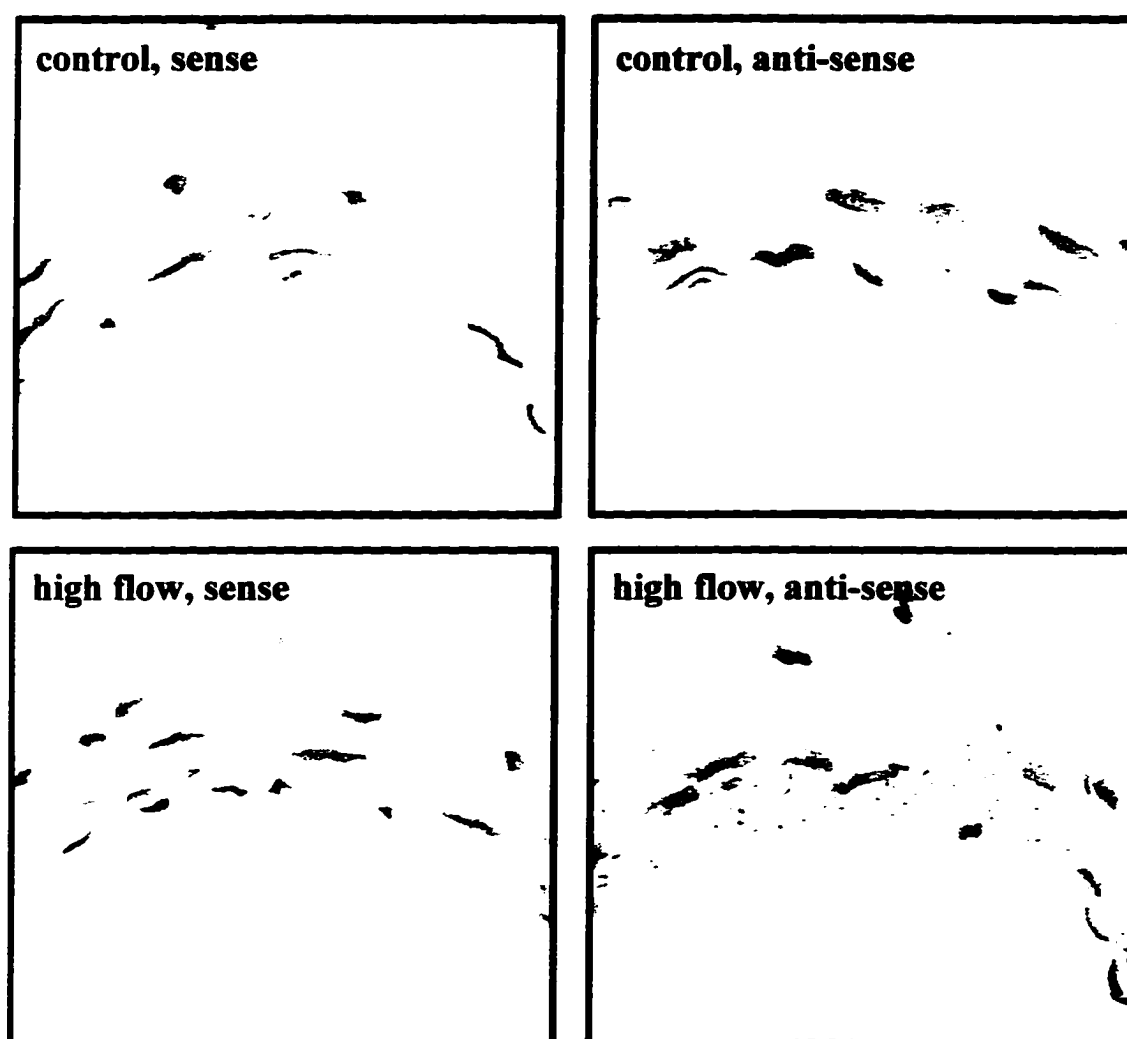 control, sense
control, anti-sense
high flow, sense
high flow, anti-sense